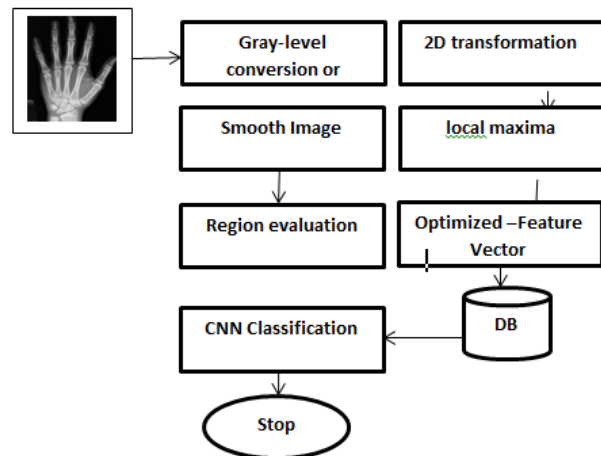 Gray-level
conversion or
2D transformation
Smooth Image
local maxima
Region evaluation
Optimized –Feature
Vector
DB
CNN Classification
Stop